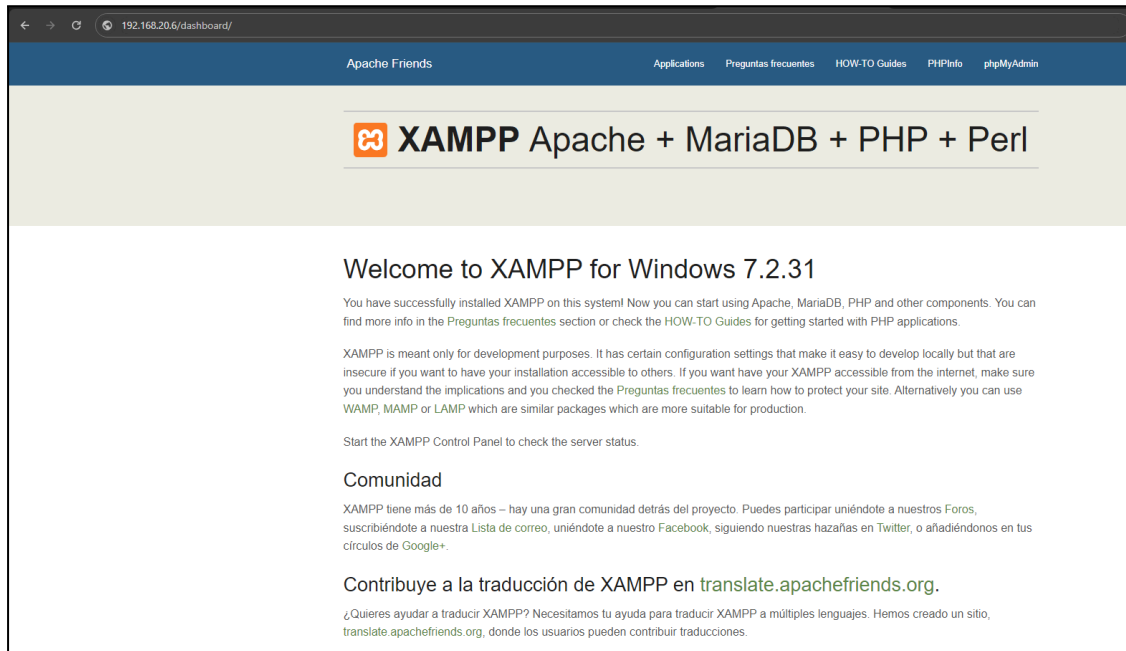 192.168.20.6/dashboard/
Apache Friends
Applications Preguntas frecuentes HOW-TO Guides PHPInfo phpMyAdmin
XAMPP Apache + MariaDB + PHP + Perl
Welcome to XAMPP for Windows 7.2.31
You have successfully installed XAMPP on this system! Now you can start using Apache, MariaDB, PHP and other components. You can
find more info in the Preguntas frecuentes section or check the HOW-TO Guides for getting started with PHP applications.
XAMPP is meant only for development purposes. It has certain configuration settings that make it easy to develop locally but that are
insecure if you want to have your installation accessible to others. If you want have your XAMPP accessible from the internet, make sure
you understand the implications and you checked the Preguntas frecuentes to learn how to protect your site. Alternatively you can use
WAMP, MAMP or LAMP which are similar packages which are more suitable for production.
Start the XAMPP Control Panel to check the server status.
Comunidad
XAMPP tiene más de 10 años – hay una gran comunidad detrás del proyecto. Puedes participar uniéndote a nuestros Foros,
suscribiéndote a nuestra Lista de correo, uniéndote a nuestro Facebook, siguiendo nuestras hazañas en Twitter, o añadiéndonos en tus
círculos de Google+.
Contribuye a la traducción de XAMPP en translate.apachefriends.org.
¿Quieres ayudar a traducir XAMPP? Necesitamos tu ayuda para traducir XAMPP a múltiples lenguajes. Hemos creado un sitio,
translate.apachefriends.org, donde los usuarios pueden contribuir traducciones.